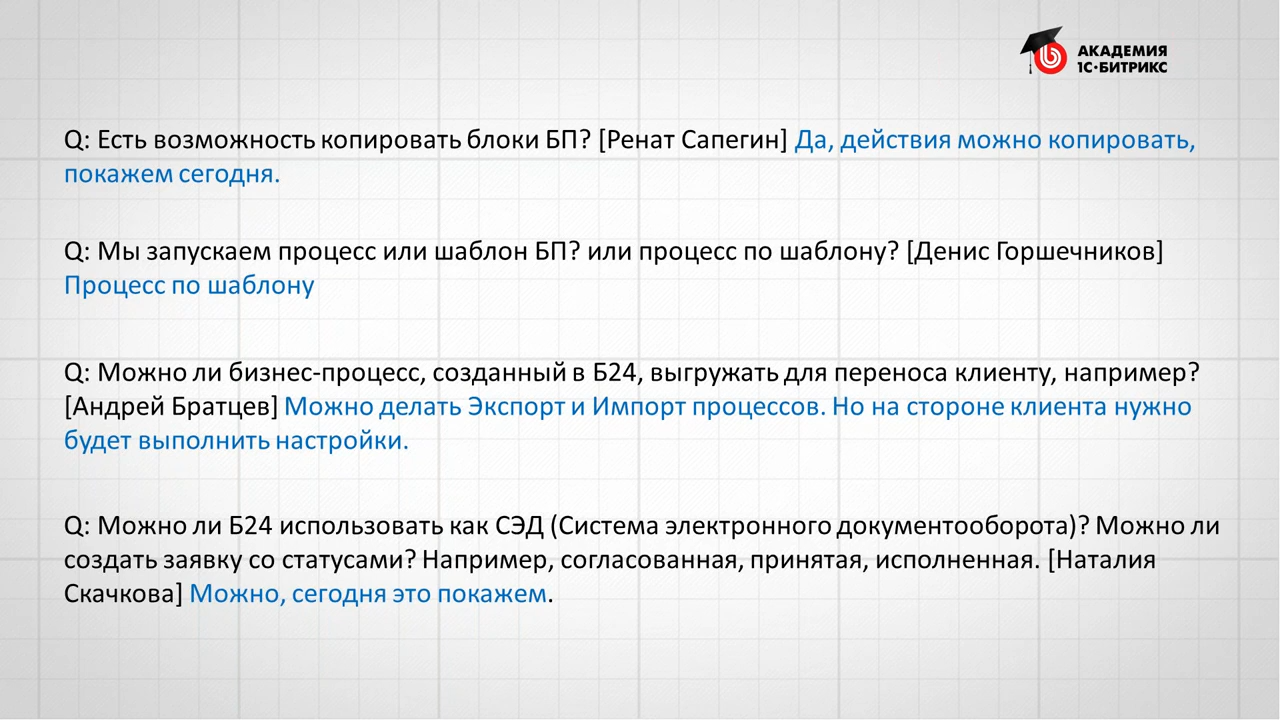 АКАДЕМИЯ
1С·БИТРИКС
Q: Есть возможность копировать блоки БП? [Ренат Сапегин] Да, действия можно копировать,
покажем сегодня.
Q: Мы запускаем процесс или шаблон БП? или процесс по шаблону? [Денис Горшечников]
Процесс по шаблону
Q: Можно ли бизнес-процесс, созданный в Б24, выгружать для переноса клиенту, например?
[Андрей Братцев] Можно делать Экспорт и Импорт процессов. Но на стороне клиента нужно
будет выполнить настройки.
Q: Можно ли Б24 использовать как СЭД (Система электронного документооборота)? Можно ли
создать заявку со статусами? Например, согласованная, принятая, исполненная. [Наталия
Скачкова] Можно, сегодня это покажем.